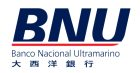 BNU
Banco Nacional Ultramarino
大西洋銀行